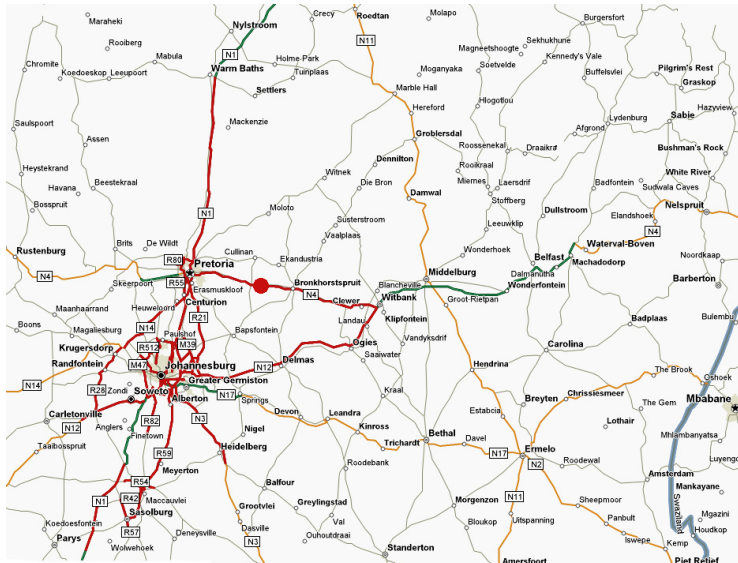 Maraheki
Crecy
Roedtan
Molapo
Burgersfort
Nylstroom
Rooiberg
N1
N11
Sekhukhune
Magneetshoogte
Kennedy's Vale
Mabula
Holme Park
Chromite
Koedoeskop
Leeupoort
Warm Baths
Tuinplaas
Moganyaka
Soetvelde
Buffelsvlei
Pilgrim's Rest
Graskop
Settlers
Marble Hall
Hlogotlou
Hereford
Hazyview
Saulspoort
Mackenzie
Lydenburg
Sabie
Afgrond
Assen
Groblersdal
Roossenekal
Draaikraal
Bushman's Rock
Dennilton
Rooikraal
Heystekrand
Witnek
White River
Havana
Beestekraal
Die Bron
Miernes
Laersdrif
Badfontein
Sudwala Caves
Bosspruit
Damwal
Stoffberg
N1
Moloto
Dullstroom
Nelspruit
Susterstroom
Elandshoek
Leeuwklip
N4
Brits
De Wildt
Vaalplaas
Rustenburg
Cullinan
Wonderhoek
Waterval-Boven
R80
Ekandustria
Belfast
Noordkaap
Pretoria
Machadodorp
N4
Dalmanutha
R55
Erasmuskloof
Middelburg
Skeerpoort
Bronkhorstspruit
Blancheville
Wonderfontein
Barberton
N4
Heuweloord
Centurion
Clewer
Witbank
Groot-Rietpan
Maanhaarrand
R21
Landau
Klipfontein
Bulembu
Boons
N14
Bapsfontein
Badplaas
Magaliesburg
Paulshof
Vandyksdrift
R512
M39
Ogies
Carolina
Krugersdorp
Saaiwater
Randfontein
M47
Johannesburg
N12
Delmas
Hendrina
The Brook
N14
Greater Germiston
Oshoek
R28
Zondi
Soweto
N17
Kraal
Chrissiesmeer
Mbabane
Alberton
Springs
Breyten
The Gem
Carletonville
Devon
Leandra
Estabcia
N12
Anglers
R82
N3
Lothair
Finetown
Nigel
Kinross
Bethal
Mhlambanyatsa
Taaibosspruit
Heidelberg
Trichardt
Davel
N17
Ermelo
R59
Luyengo
Meyerton
Roodebank
N2
Roodewal
R54
Balfour
Amsterdam
Mankayane
R42
Maccauvlei
Morgenzon
N11
Sheepmoor
N1
Grootvlei
Greylingstad
Swaziland
Sasolburg
Val
Bloukop
Uitspanning
Panbult
Mgazini
Koedoesfontein
R57
Deneysville
Dasville
Houdkop
Parys
Wolwehoek
N3
Ouhoutdraai
Standerton
Iswepe
Kemp
Amersfoort
Piet Retief